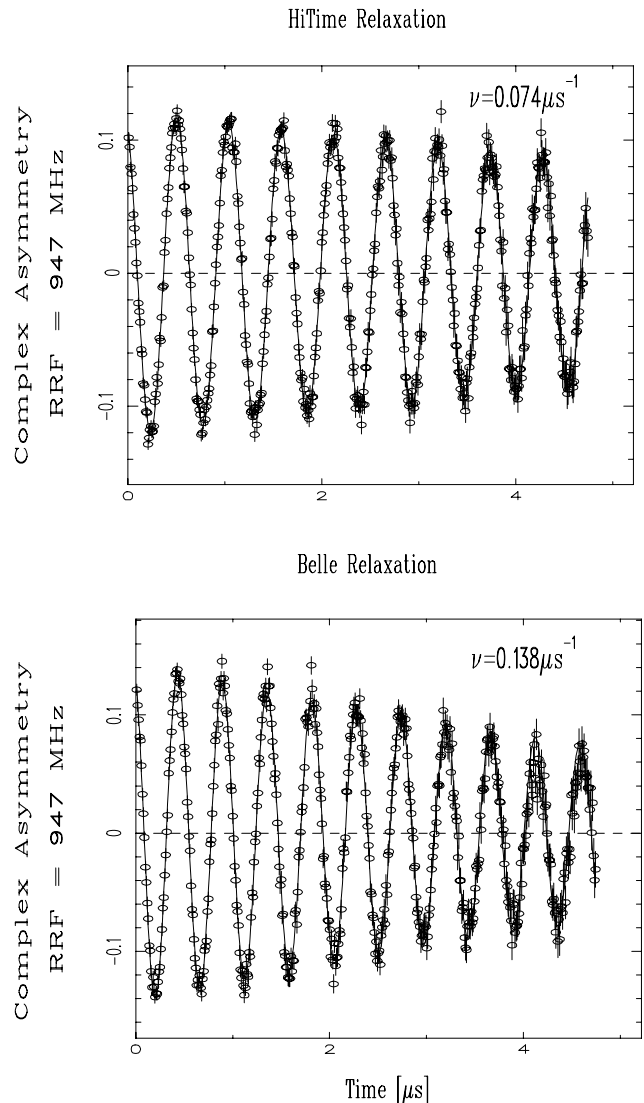 HiTime Relaxation
ν=0.074μs⁻¹
Complex Asymmetry
RRF = 947 MHz
0.1
0
−0.1
0
2
4
Belle Relaxation
ν=0.138μs⁻¹
Complex Asymmetry
RRF = 947 MHz
0.1
0
−0.1
0
2
4
Time [μs]